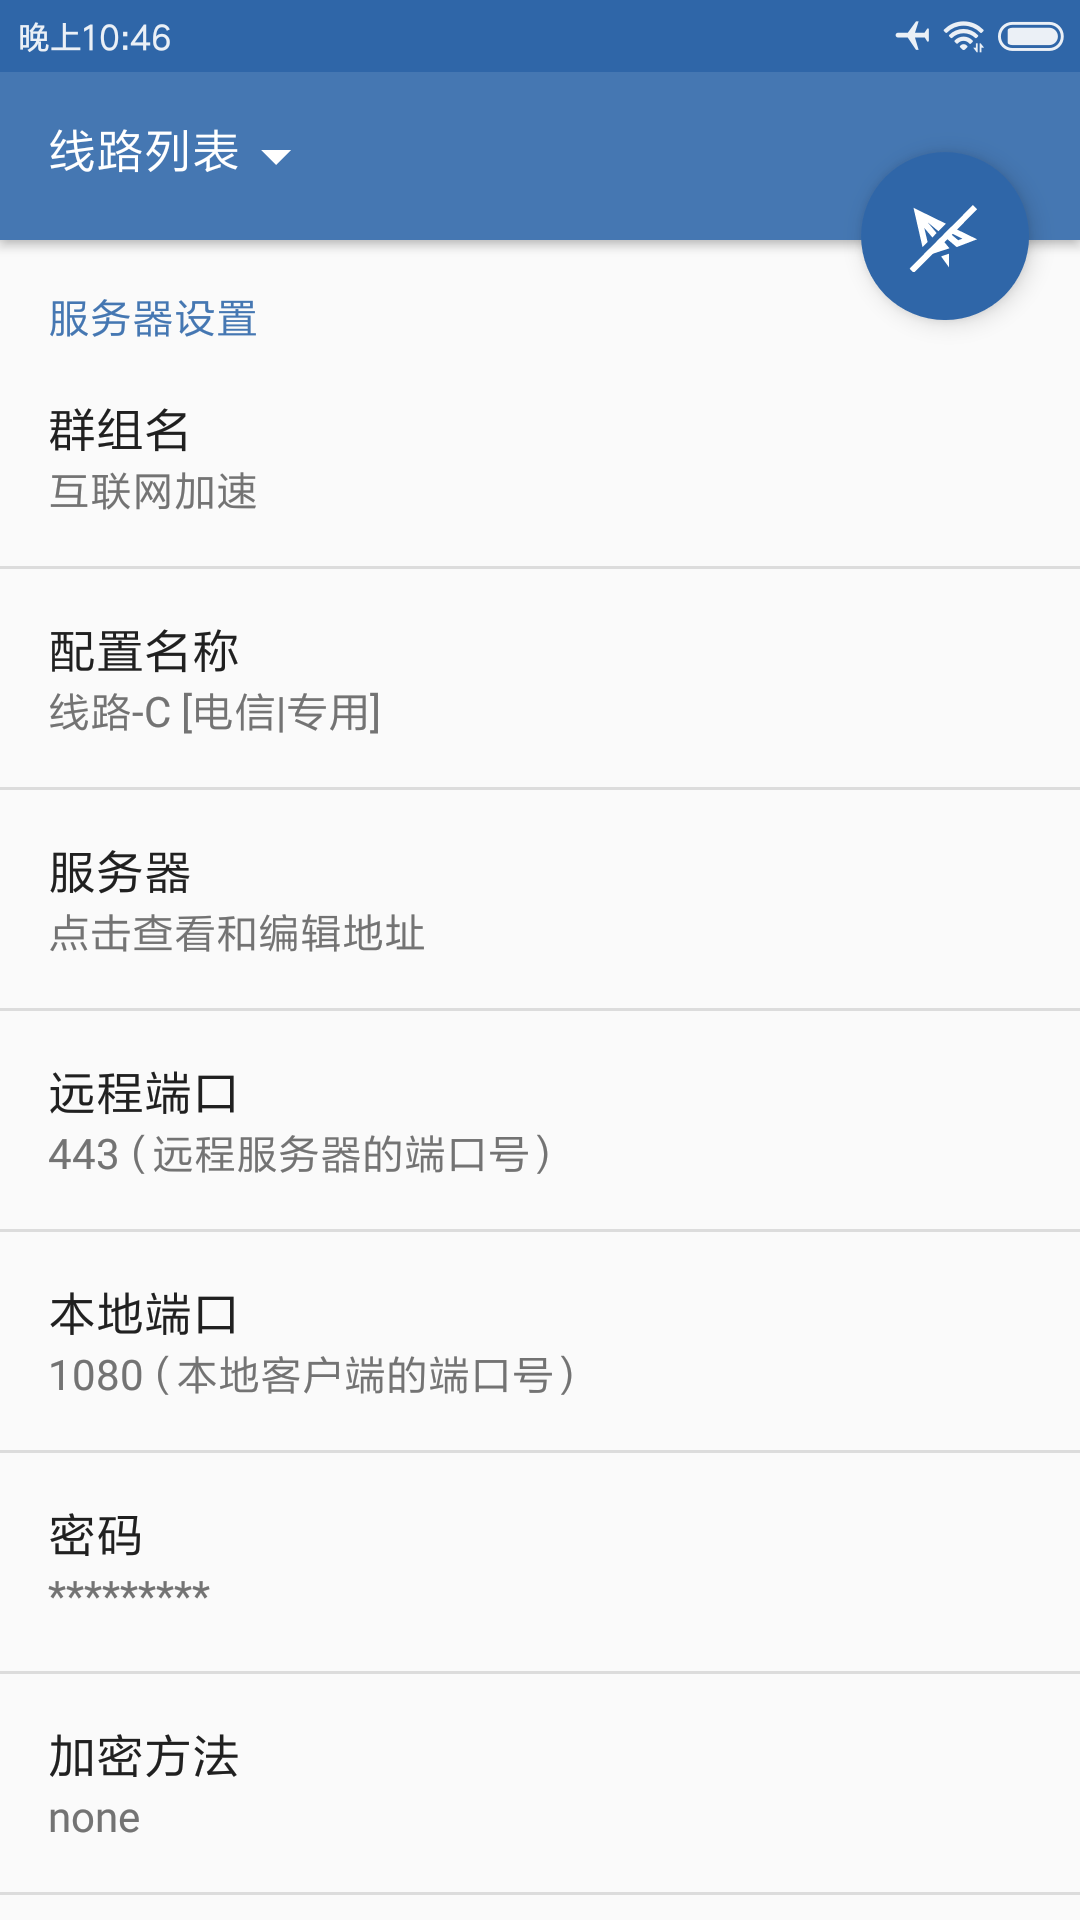 晚上10:46
线路列表
服务器设置
群组名
互联网加速
配置名称
线路-C [电信|专用]
服务器
点击查看和编辑地址
远程端口
443（远程服务器的端口号）
本地端口
1080（本地客户端的端口号）
密码
*********
加密方法
none